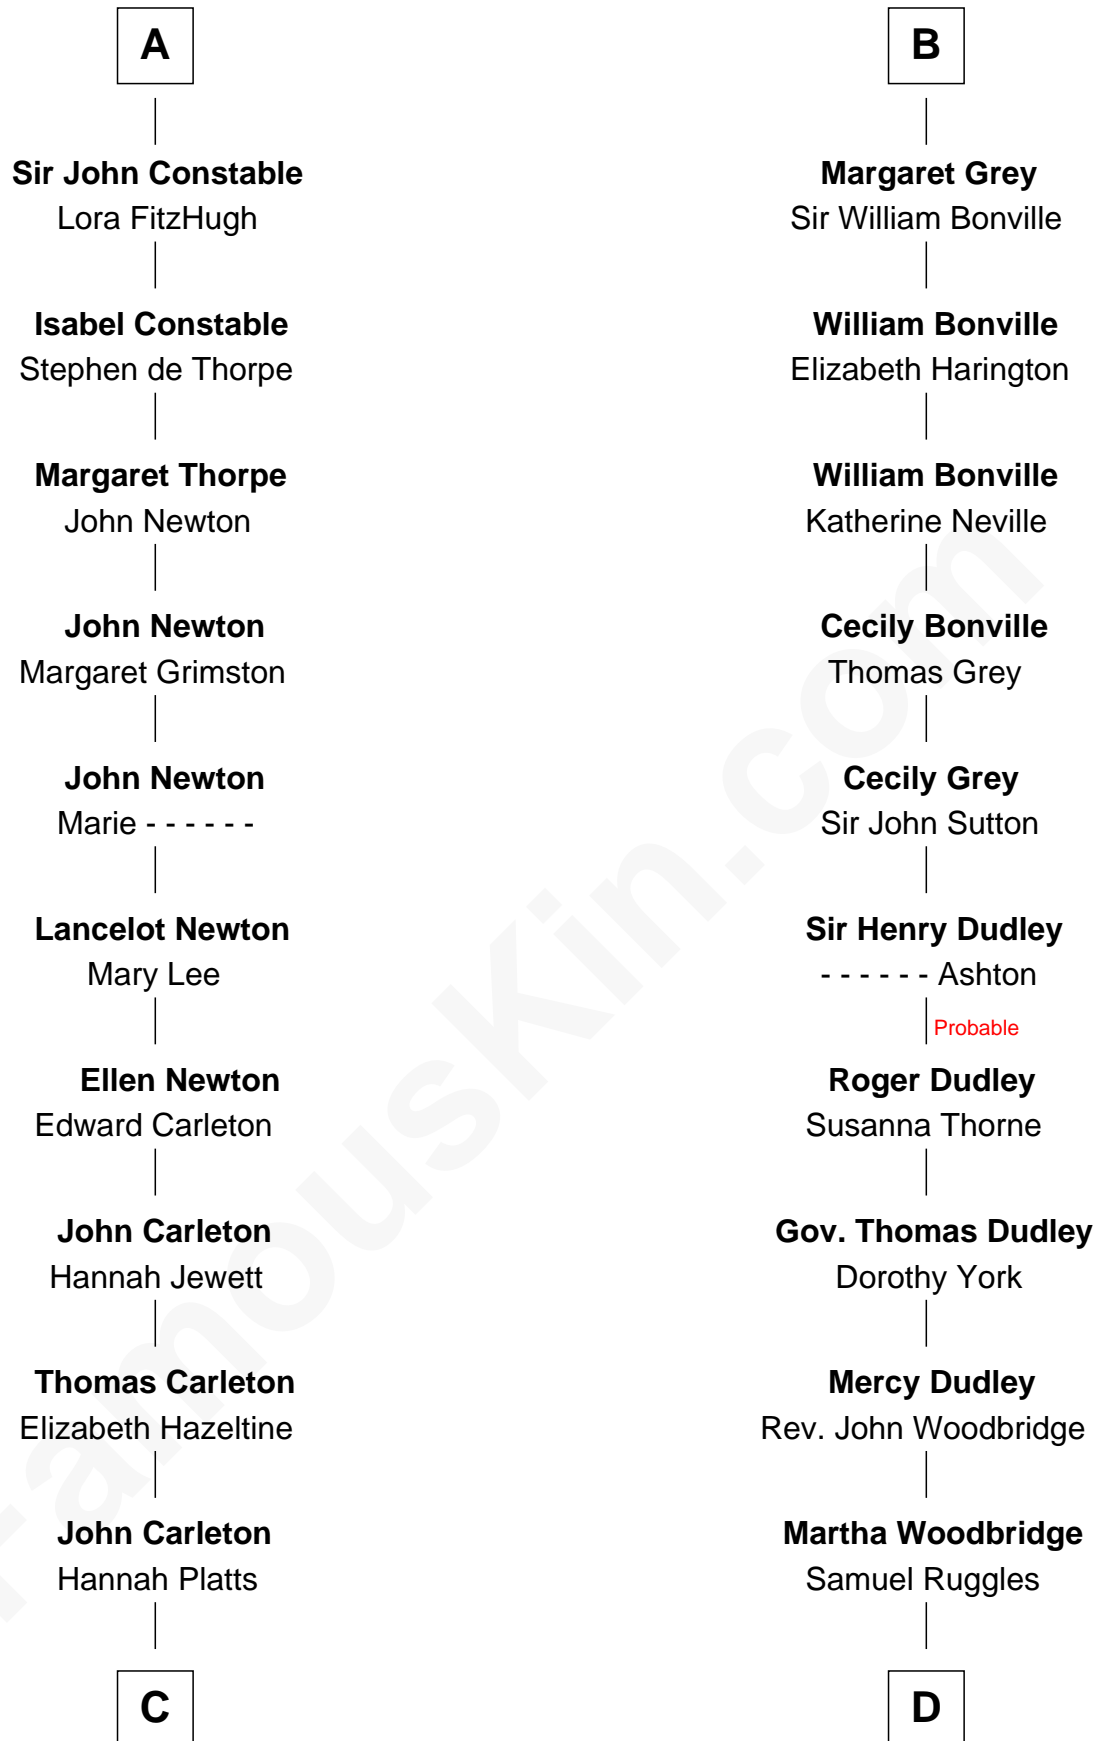 A
Sir John Constable
Lora FitzHugh
Isabel Constable
Stephen de Thorpe
Margaret Thorpe
John Newton
John Newton
Margaret Grimston
John Newton
Marie - - - - - -
Lancelot Newton
Mary Lee
Ellen Newton
Edward Carleton
John Carleton
Hannah Jewett
Thomas Carleton
Elizabeth Hazeltine
John Carleton
Hannah Platts
C
B
Margaret Grey
Sir William Bonville
William Bonville
Elizabeth Harington
William Bonville
Katherine Neville
Cecily Bonville
Thomas Grey
Cecily Grey
Sir John Sutton
Sir Henry Dudley
- - - - - - Ashton
Probable
Roger Dudley
Susanna Thorne
Gov. Thomas Dudley
Dorothy York
Mercy Dudley
Rev. John Woodbridge
Martha Woodbridge
Samuel Ruggles
D
FamousKin.com